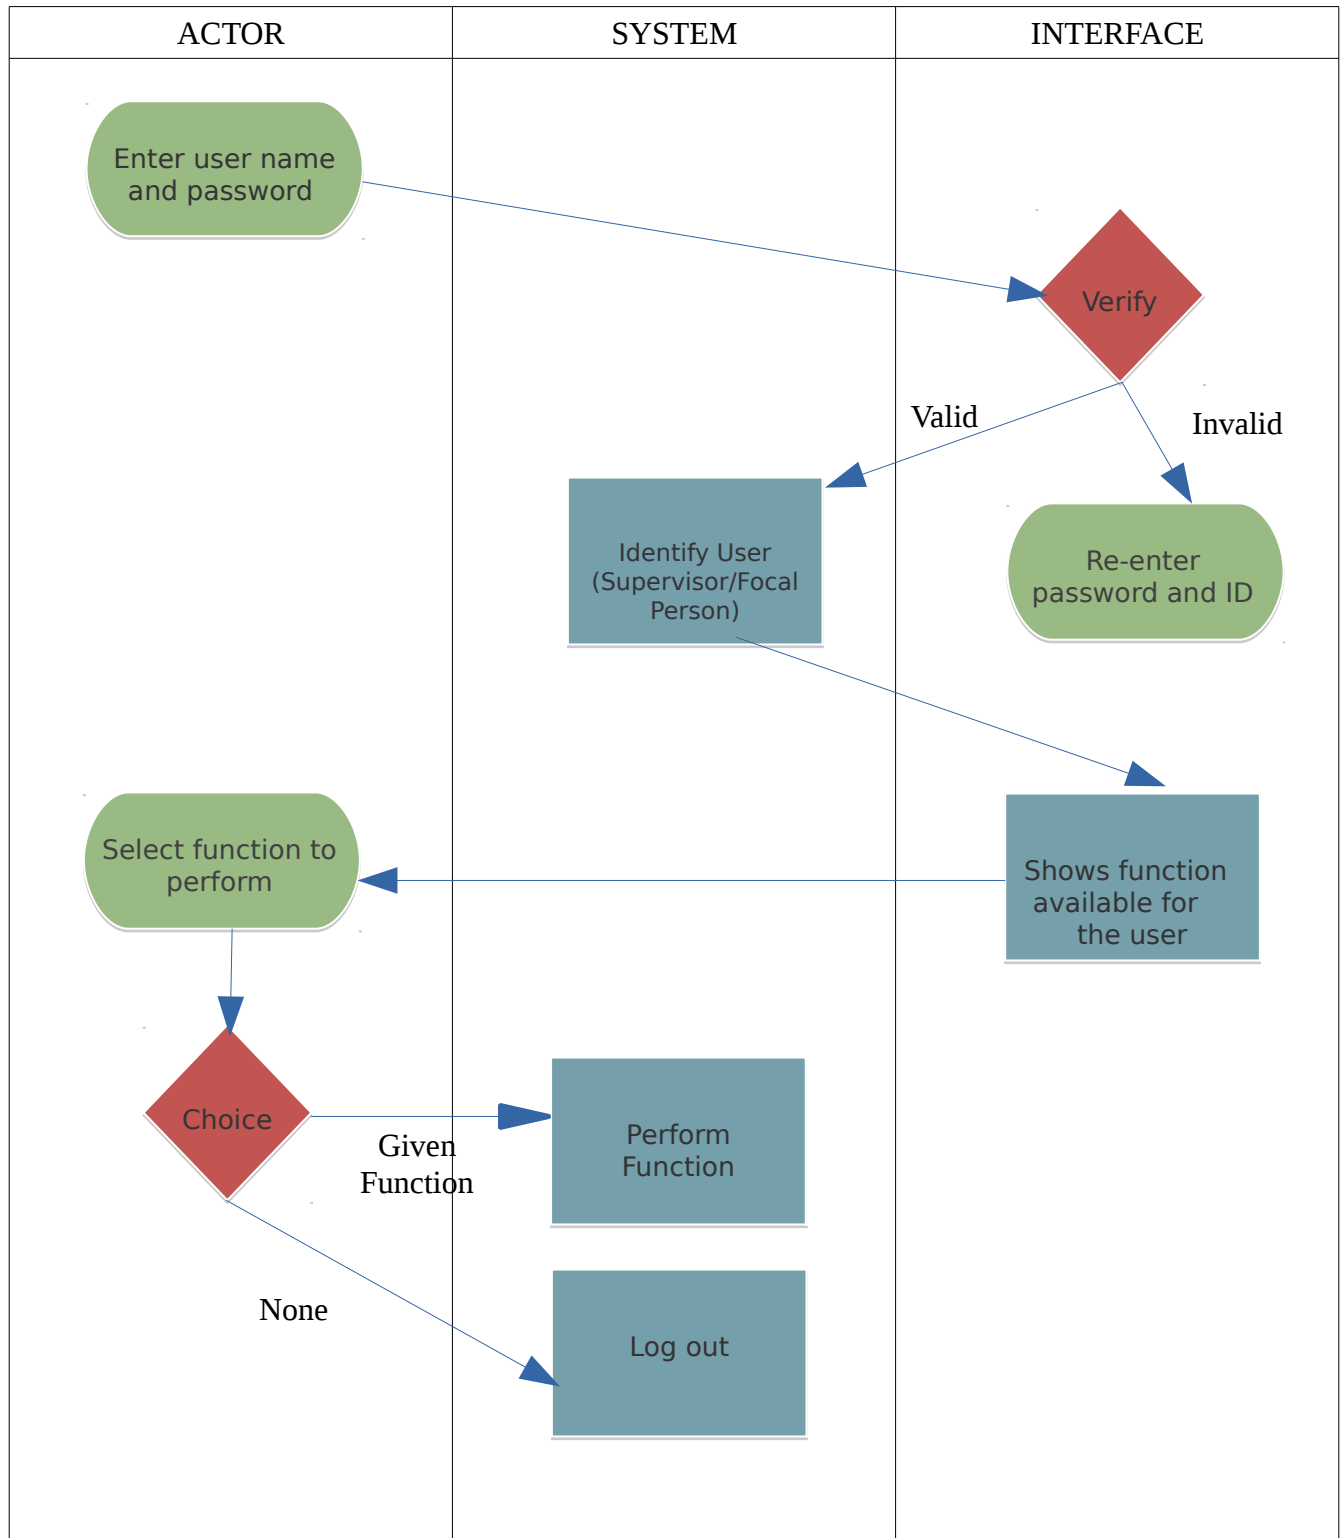 ACTOR
SYSTEM
INTERFACE
Enter user name
and password
Verify
Valid
Invalid
Identify User
(Supervisor/Focal
Person)
Re-enter
password and ID
Select function to
perform
Shows function
available for
the user
Choice
Given
Function
Perform
Function
None
Log out